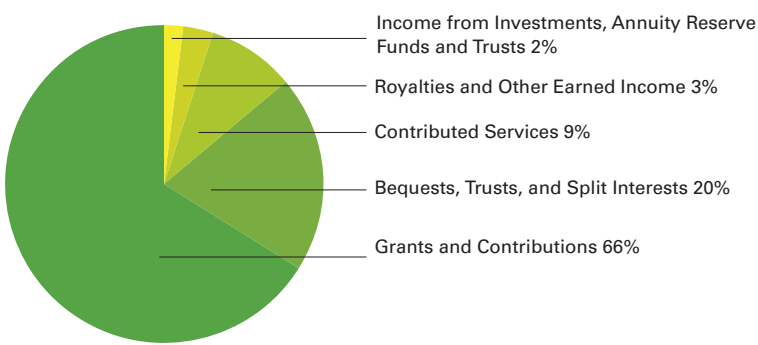 Income from Investments, Annuity Reserve
Funds and Trusts 2%
Royalties and Other Earned Income 3%
Contributed Services 9%
Bequests, Trusts, and Split Interests 20%
Grants and Contributions 66%